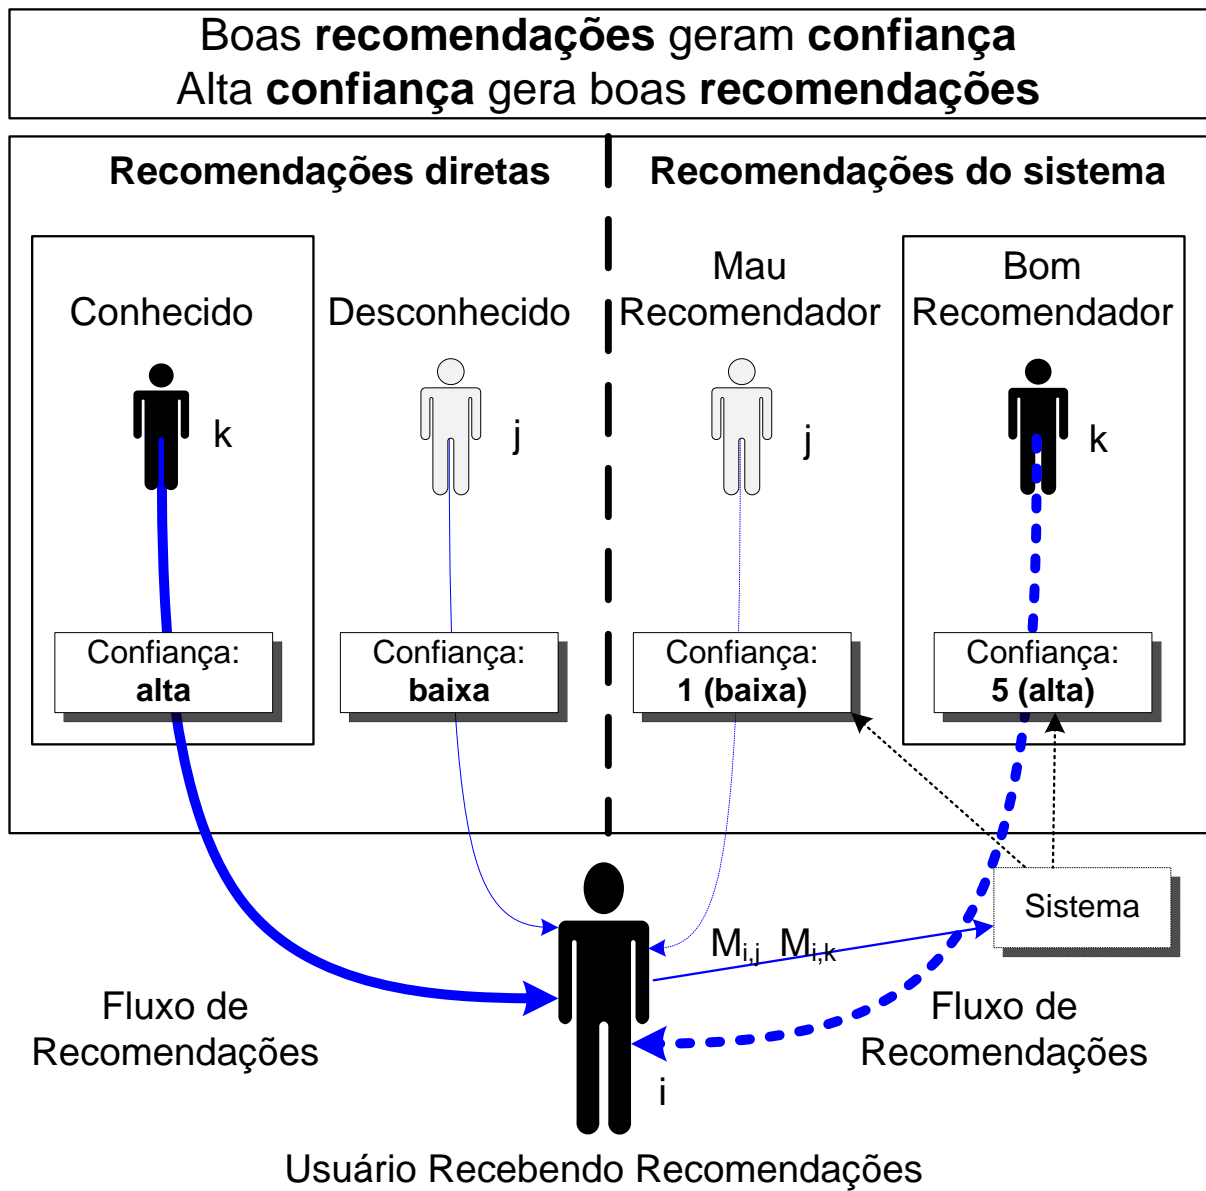 Boas recomendações geram confiança
Alta confiança gera boas recomendações
Recomendações diretas
Recomendações do sistema
Conhecido
Desconhecido
Mau
Recomendador
Bom
Recomendador
k
j
j
k
Confiança:
alta
Confiança:
baixa
Confiança:
1 (baixa)
Confiança:
5 (alta)
Sistema
M_{i,j} M_{i,k}
Fluxo de
Recomendações
Fluxo de
Recomendações
i
Usuário Recebendo Recomendações